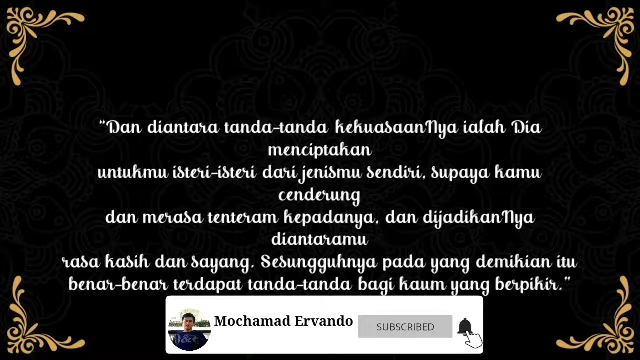 "Dan diantara tanda-tanda kekuasaanNya ialah Dia
menciptakan
untukmu isteri-isteri dari jenismu sendiri, supaya kamu
cenderung
dan merasa tenteram kepadanya, dan dijadikanNya
diantaramu
rasa kasih dan sayang. Sesungguhnya pada yang demikian itu
benar-benar terdapat tanda-tanda bagi kaum yang berpikir."
Mochamad Ervando
SUBSCRIBED